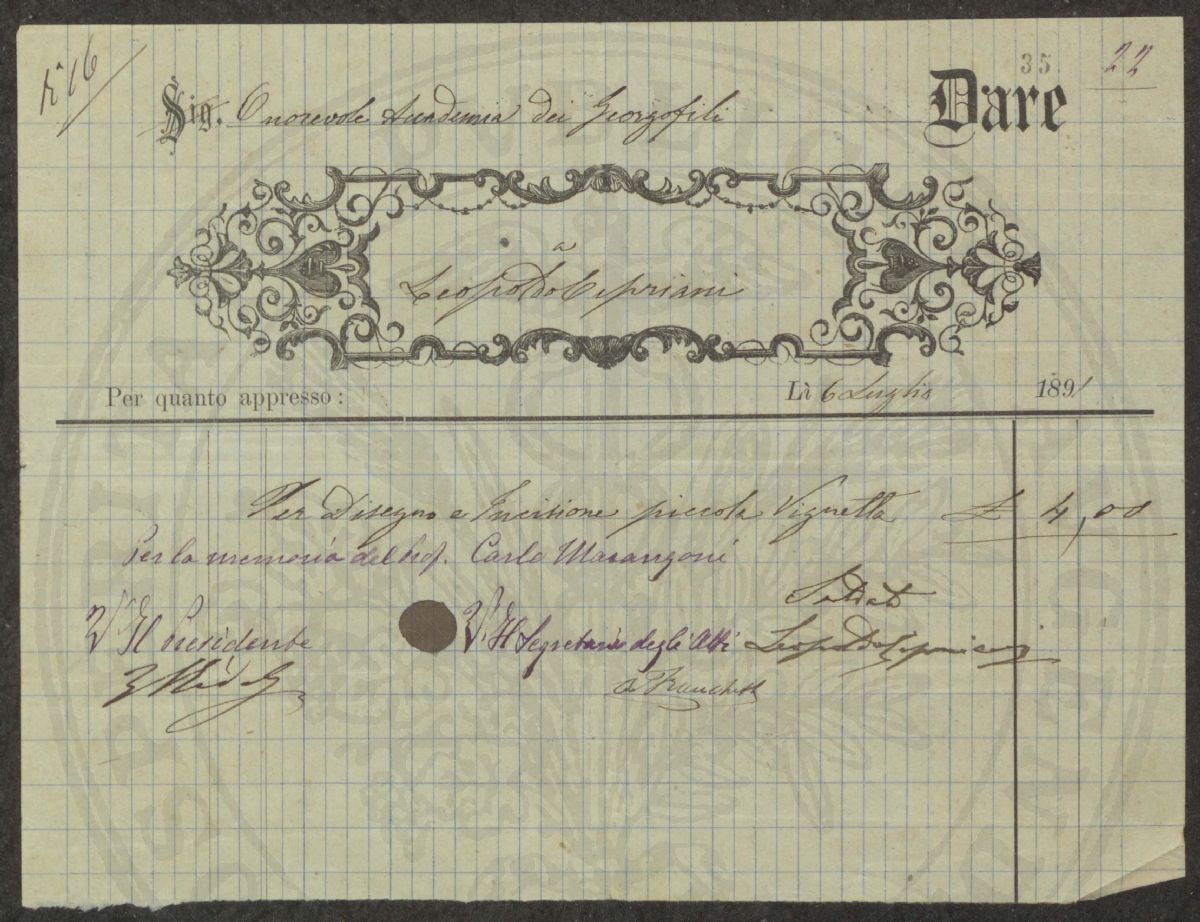 N° 16
35
22
Sig. Onorevole Accademia dei Georgofili
Dare
a
Leopoldo Cipriani
Per quanto appresso:
Lì 6 Luglio 1891
Per Disegno e Incisione piccola Vignetta £ 4,00
Per la memoria del Prof. Carlo Marangoni
Saldato
V° Il Presidente
V° Il Segretario degli Atti
Leopoldo Cipriani